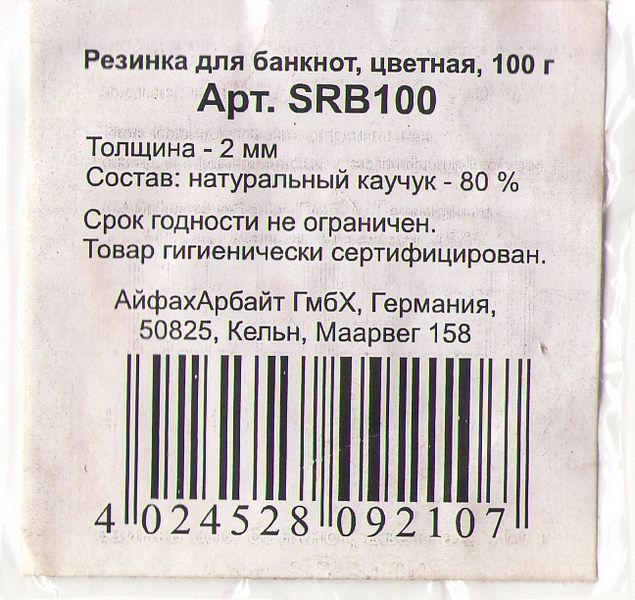 Резинка для банкнот, цветная, 100 г
Арт. SRB100
Толщина - 2 мм
Состав: натуральный каучук - 80 %
Срок годности не ограничен.
Товар гигиенически сертифицирован.
АйфахАрбайт ГмбХ, Германия,
50825, Кельн, Маарвег 158
4 024528 092107